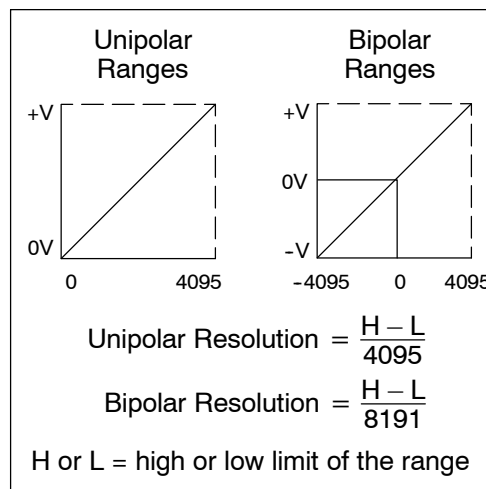 Unipolar
Ranges
Bipolar
Ranges
+V
0V
0
4095
+V
0V
--V
--4095
0
4095
Unipolar Resolution = H − L
4095
Bipolar Resolution = H − L
8191
H or L = high or low limit of the range